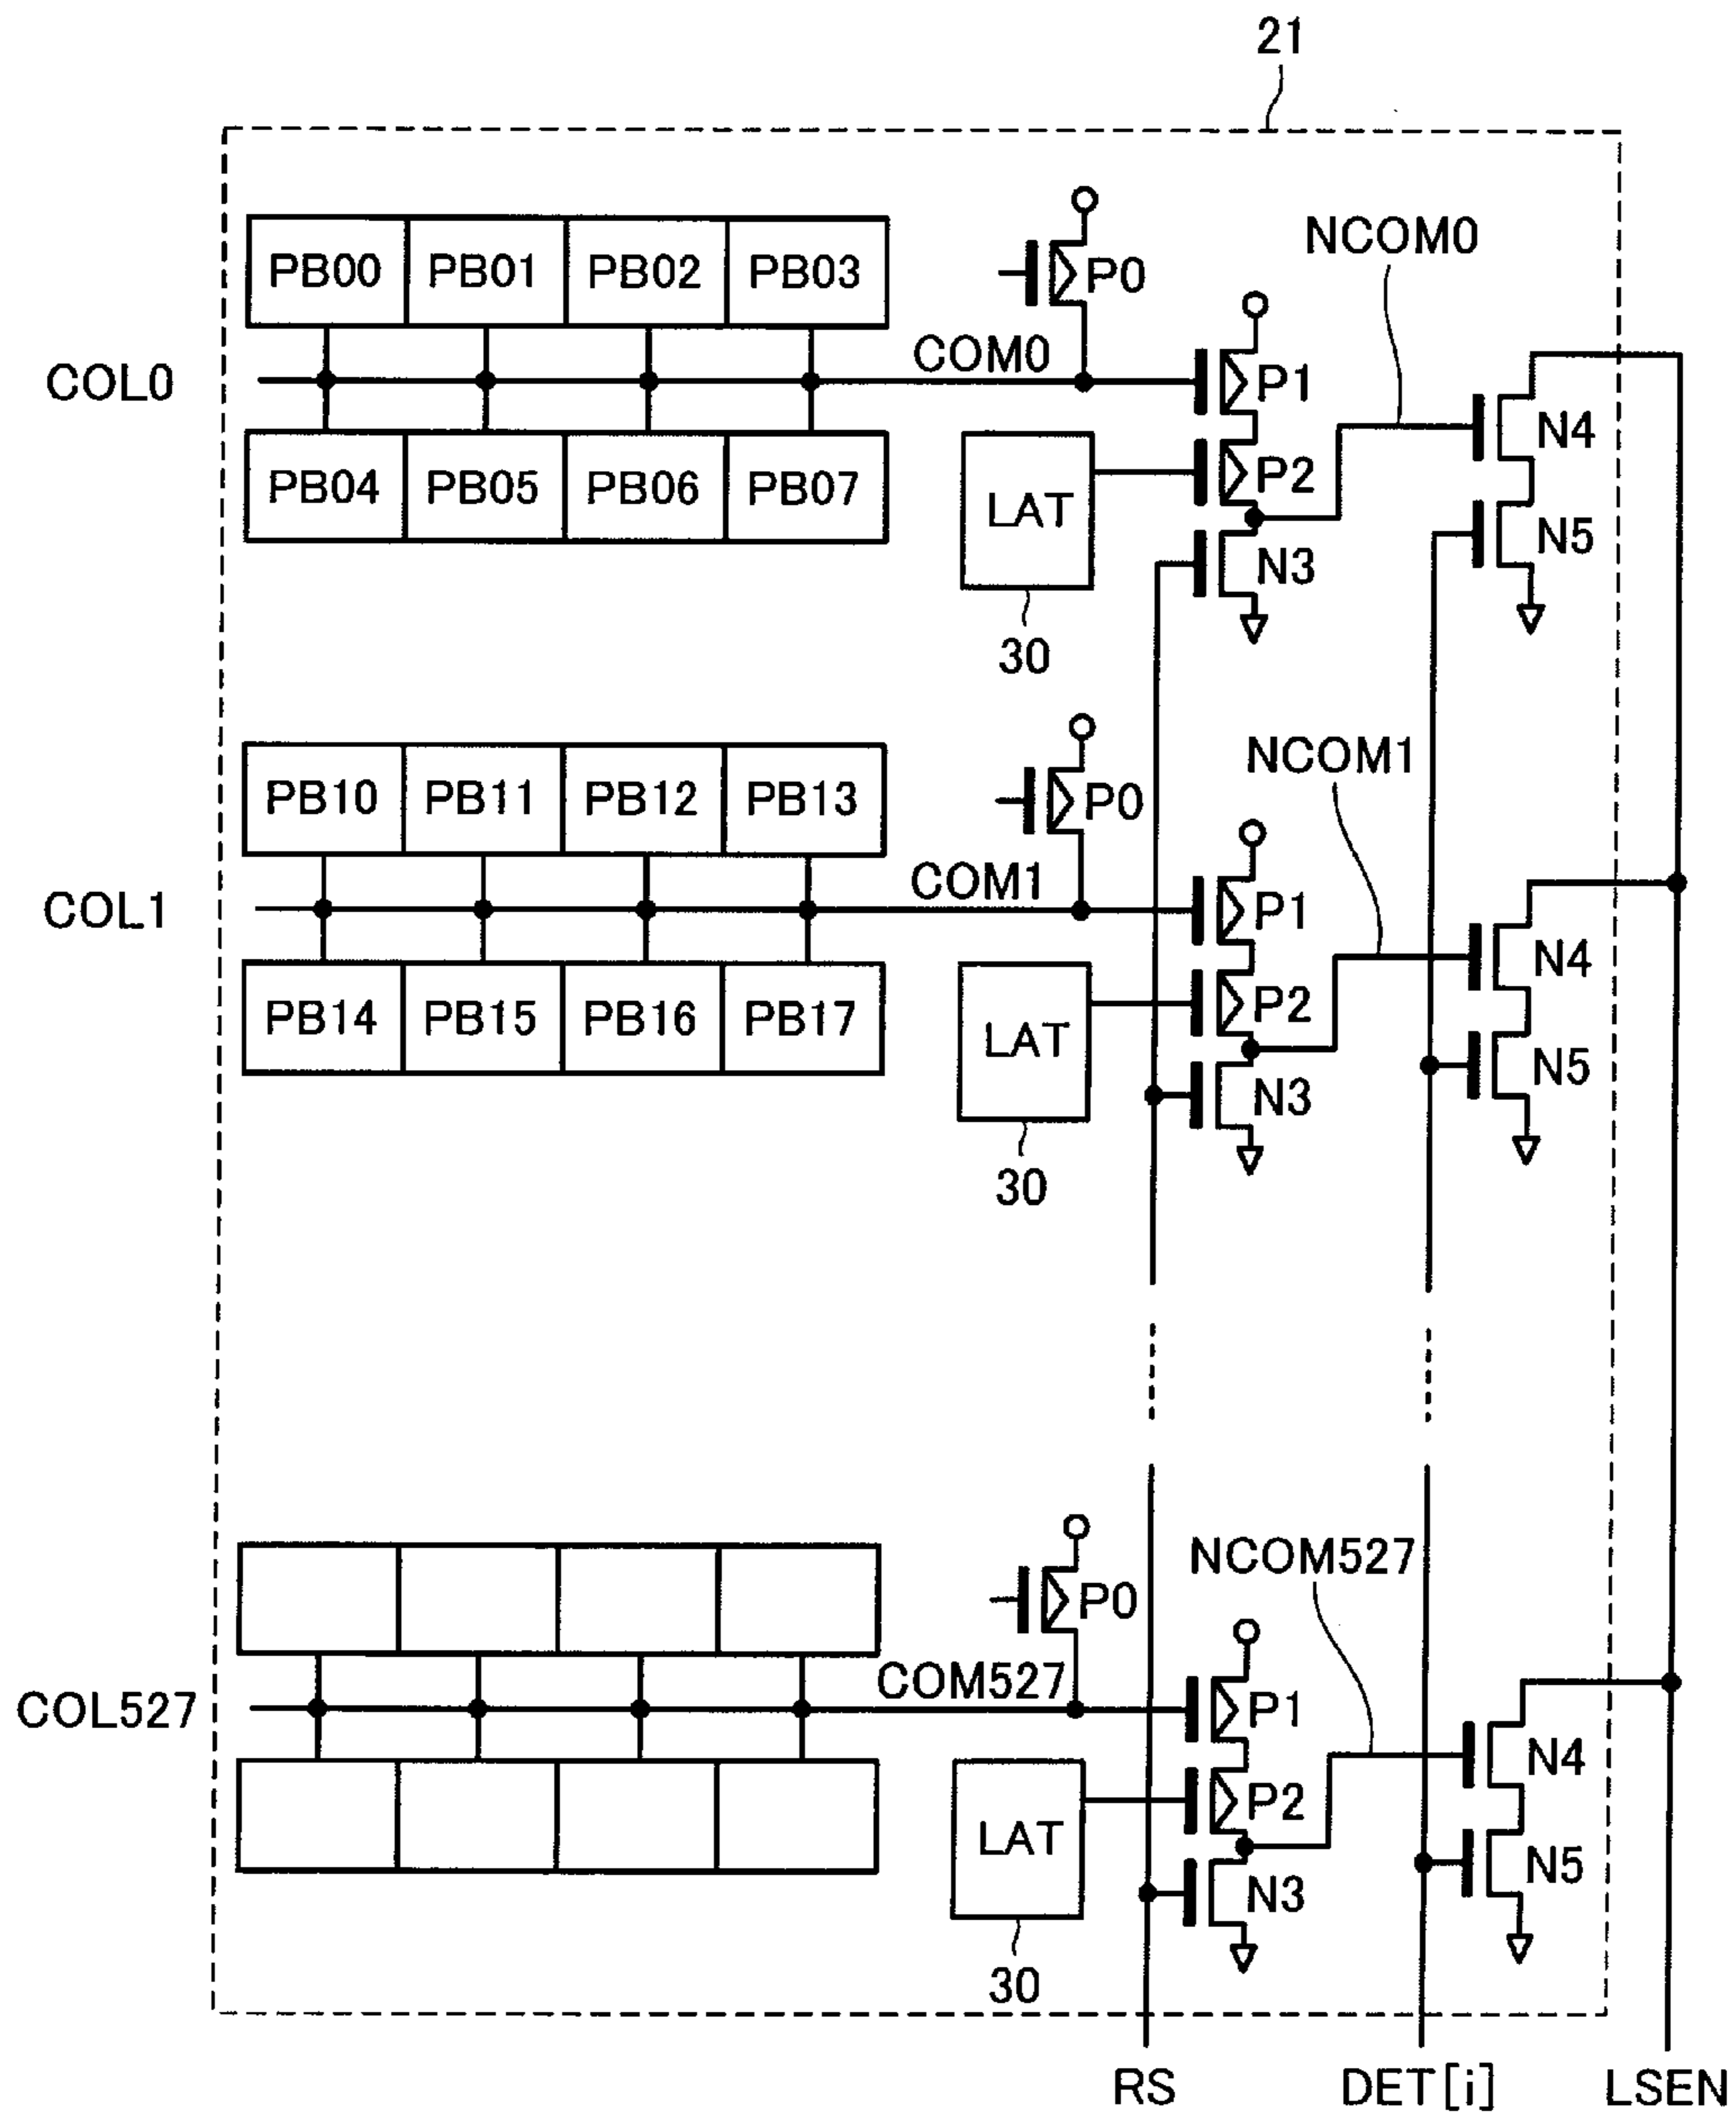 21
PB00 PB01 PB02 PB03
P0
NCOM0
COL0
COM0
P1
N4
PB04 PB05 PB06 PB07
LAT
P2
N5
N3
30
PB10 PB11 PB12 PB13
P0
NCOM1
COL1
COM1
P1
N4
PB14 PB15 PB16 PB17
LAT
P2
N5
N3
30
P0
NCOM527
COL527
COM527
P1
N4
LAT
P2
N5
N3
30
RS DET[i] LSEN